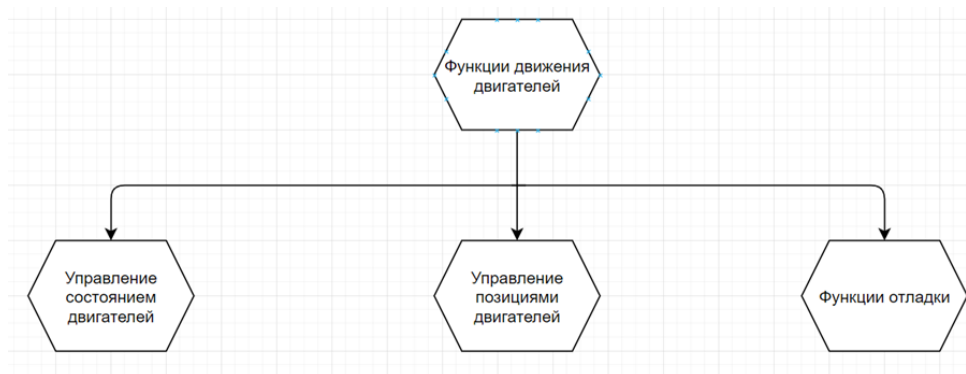 Функции движения
двигателей
Управление
состоянием
двигателей
Управление
позициями
двигателей
Функции отладки